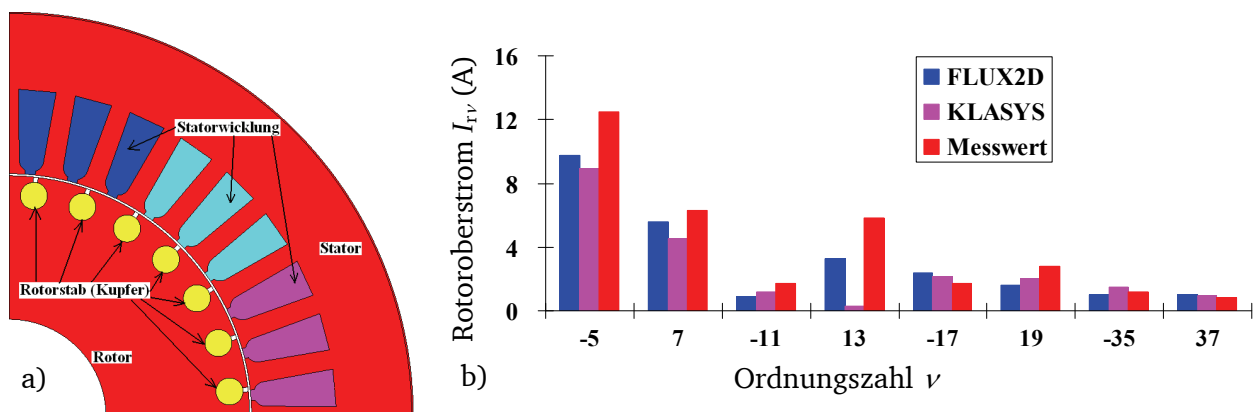 Statorwicklung
Stator
Rotorstab (Kupfer)
Rotor
a)
Rotoroberstrom Irν (A)
16
12
8
4
0
FLUX2D
KLASYS
Messwert
-5 7 -11 13 -17 19 -35 37
b)
Ordnungszahl ν